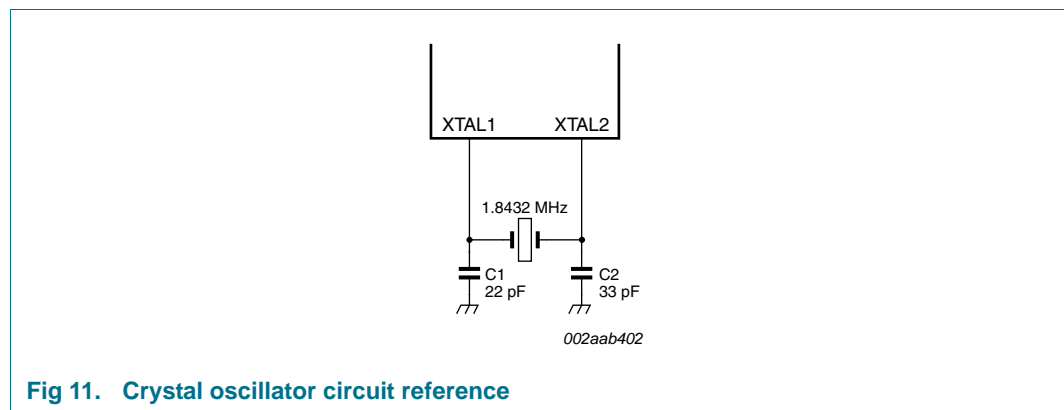 XTAL1 XTAL2
1.8432 MHz
C1
22 pF
C2
33 pF
002aab402
Fig 11. Crystal oscillator circuit reference